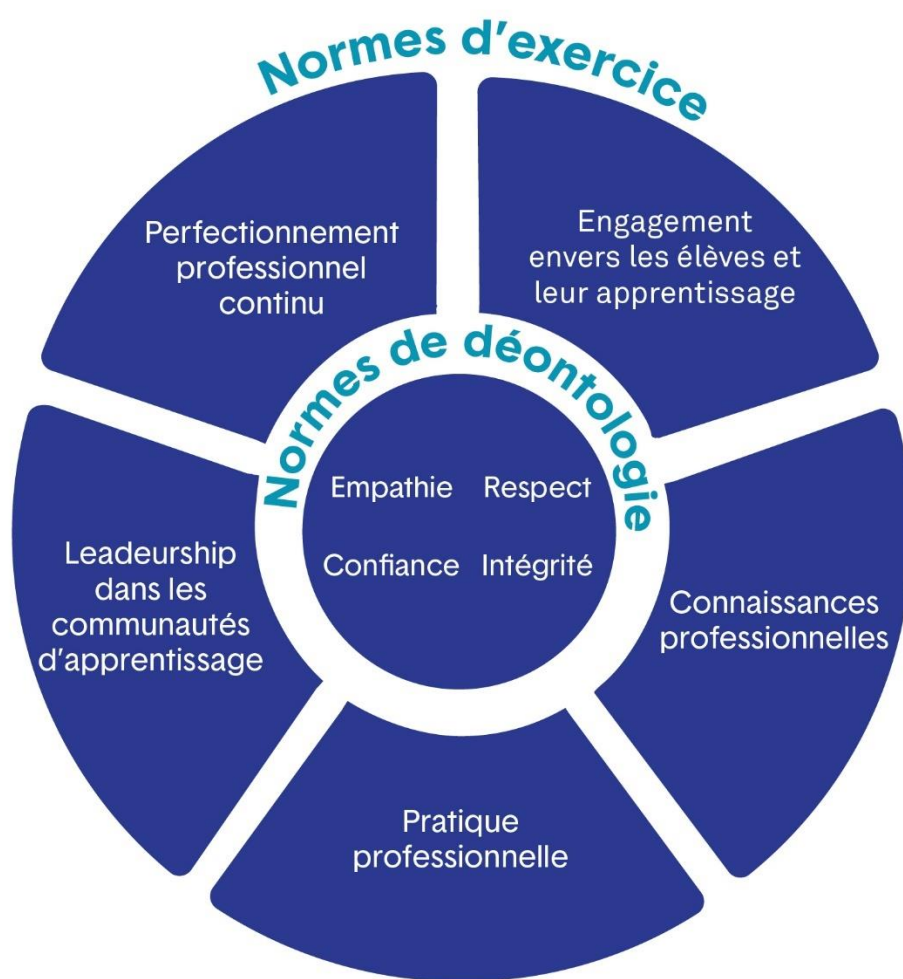 Normes d'exercice
Perfectionnement
professionnel
continu
Engagement
envers les élèves et
leur apprentissage
Normes de déontologie
Empathie Respect
Confiance Intégrité
Leadeurship
dans les
communautés
d'apprentissage
Connaissances
professionnelles
Pratique
professionnelle